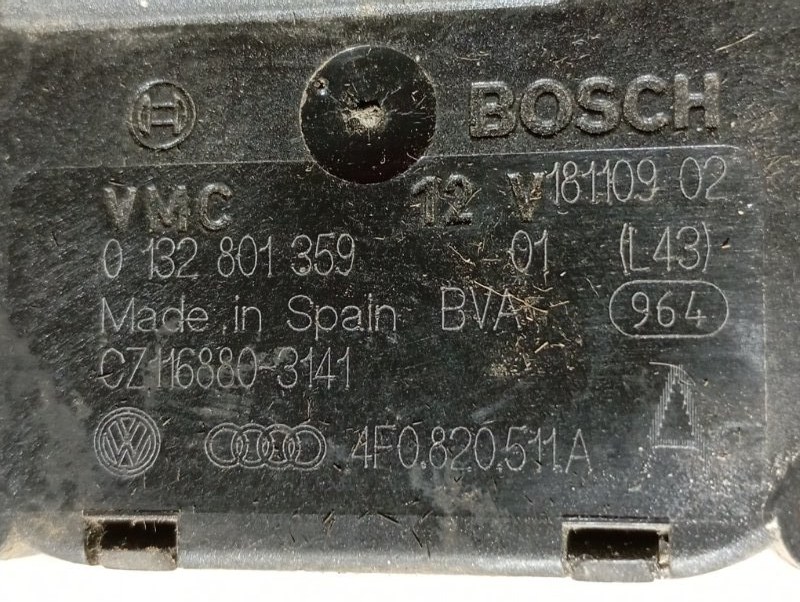 BOSCH
VMC 12 V 181109 02
0 132 801 359 01 (L43)
Made in Spain BVA 964
CZ116880-3141
4F0.820.511A